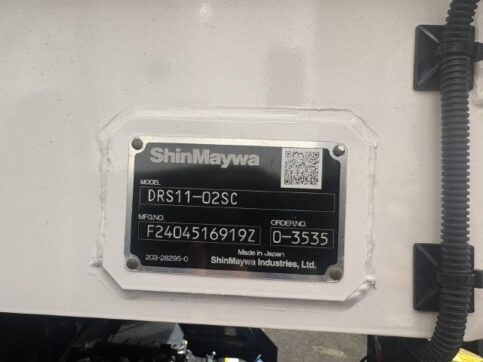 ShinMaywa
MODEL
DRS11-02SC
MFG.NO. ORDER.NO.
F2404516919Z 0-3535
Made in Japan
203-28295-0 ShinMaywa Industries, Ltd.